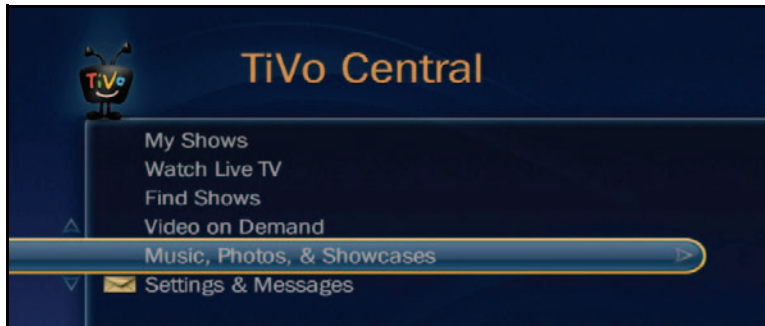 TiVo
TiVo Central
My Shows
Watch Live TV
Find Shows
Video on Demand
Music, Photos, & Showcases
Settings & Messages